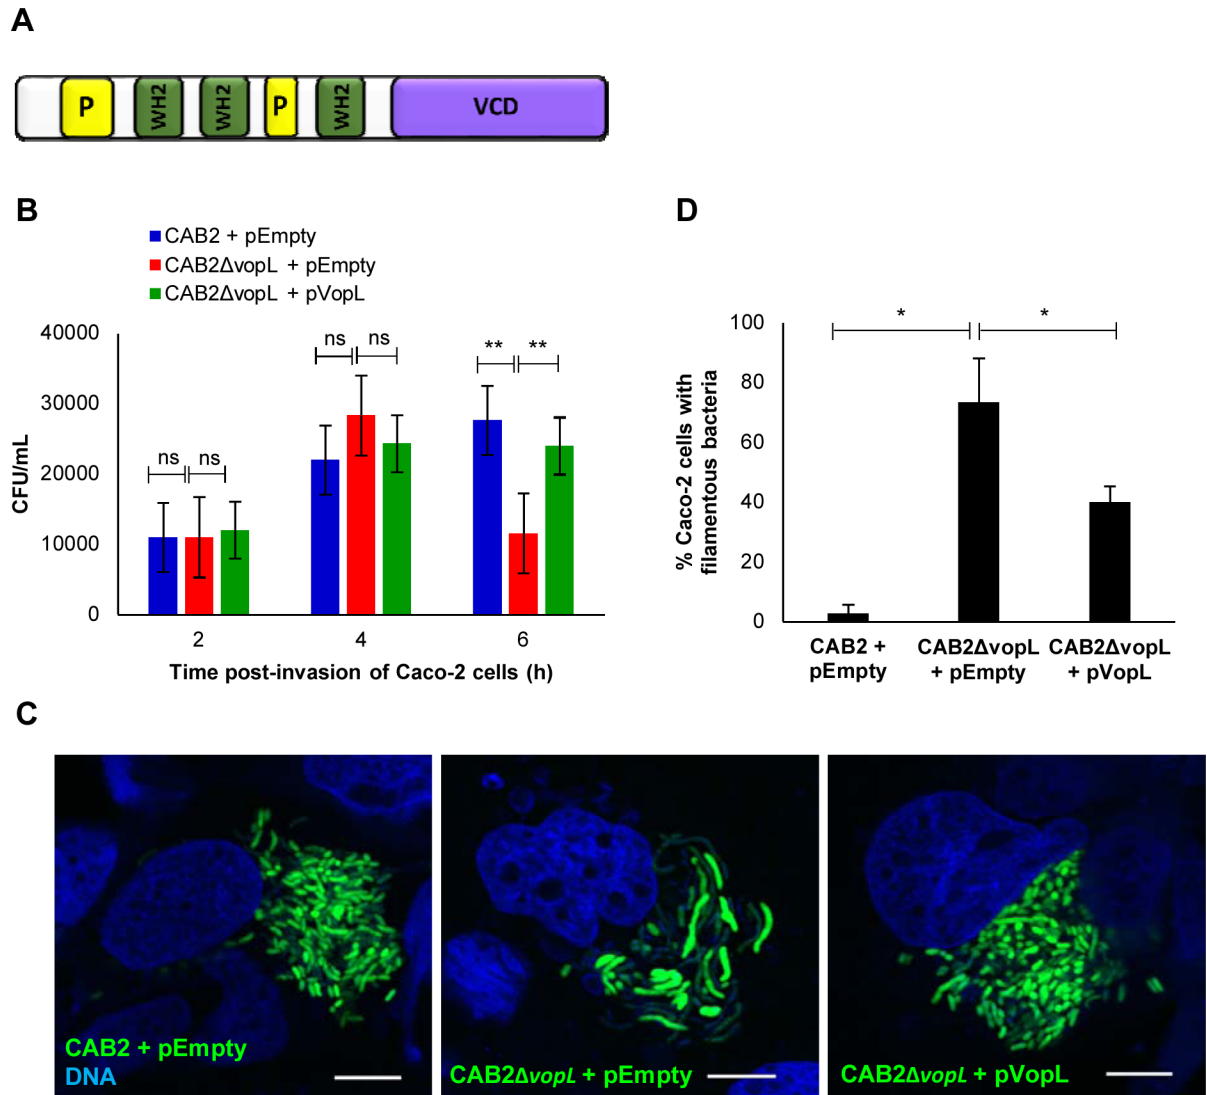 A
P
WH2
WH2
P
WH2
VCD
B
CAB2 + pEmpty
CAB2ΔvopL + pEmpty
CAB2ΔvopL + pVopL
CFU/mL
40000
30000
20000
10000
0
ns
ns
ns
ns
**
**
2
4
6
Time post-invasion of Caco-2 cells (h)
D
% Caco-2 cells with
filamentous bacteria
100
80
60
40
20
0
*
*
CAB2 +
pEmpty
CAB2ΔvopL
+ pEmpty
CAB2ΔvopL
+ pVopL
C
CAB2 + pEmpty
DNA
CAB2ΔvopL + pEmpty
CAB2ΔvopL + pVopL